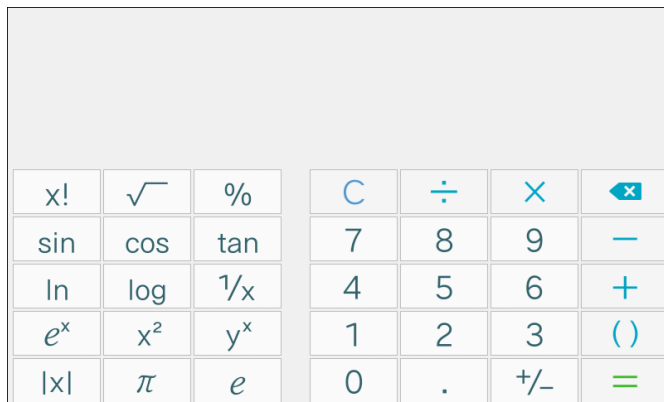 x! √ % C ÷ ×
sin cos tan 7 8 9 −
ln log 1/x 4 5 6 +
eˣ x² yˣ 1 2 3 ( )
|x| π e 0 . +/− =